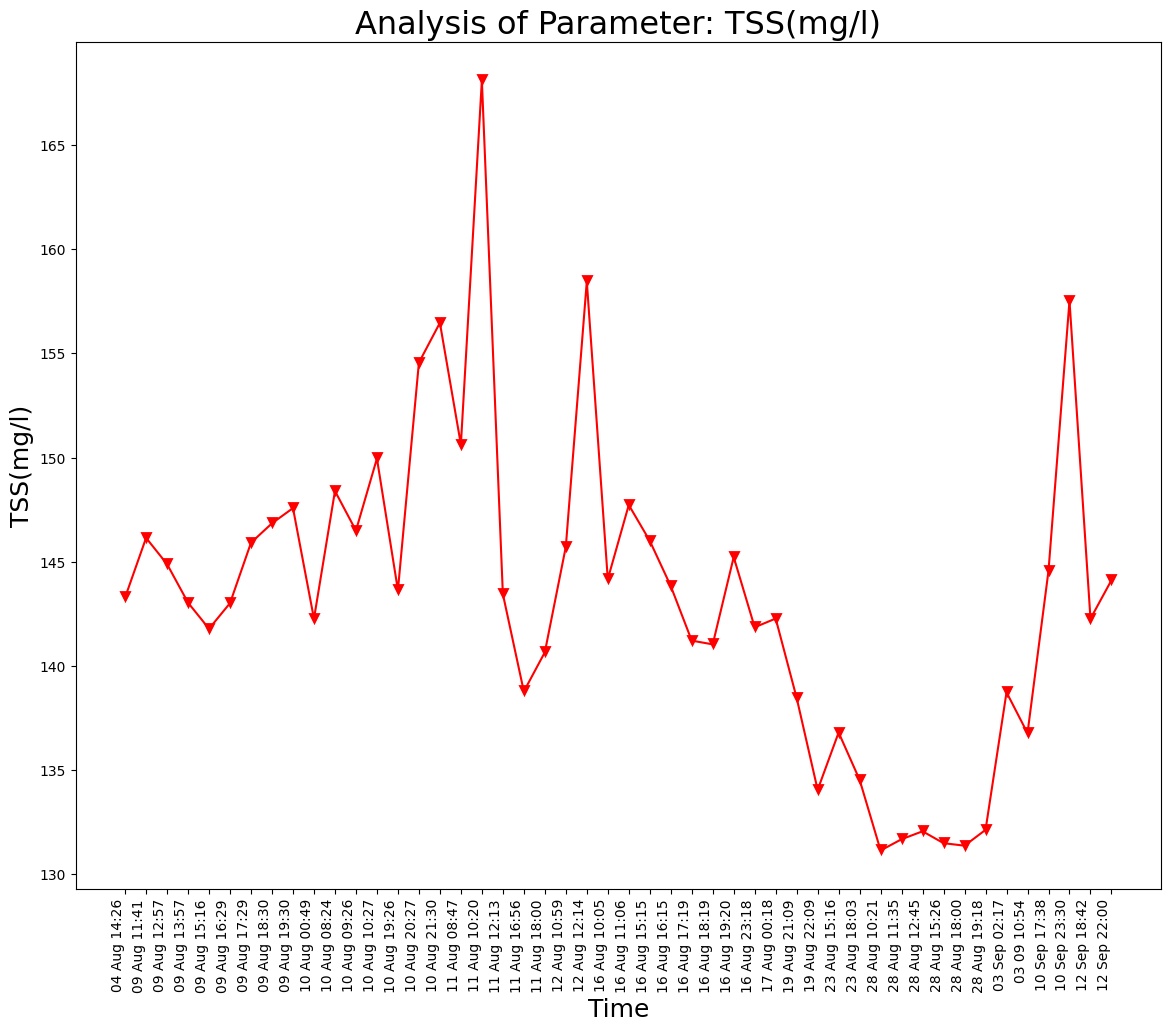 Analysis of Parameter: TSS(mg/l)
TSS(mg/l)
165
160
155
150
145
140
135
130
04 Aug 14:26
09 Aug 11:41
09 Aug 12:57
09 Aug 13:57
09 Aug 15:16
09 Aug 16:29
09 Aug 17:29
09 Aug 18:30
09 Aug 19:30
10 Aug 00:49
10 Aug 08:24
10 Aug 09:26
10 Aug 10:27
10 Aug 19:26
10 Aug 20:27
10 Aug 21:30
11 Aug 08:47
11 Aug 10:20
11 Aug 12:13
11 Aug 16:56
11 Aug 18:00
12 Aug 10:59
12 Aug 12:14
16 Aug 10:05
16 Aug 11:06
16 Aug 15:15
16 Aug 16:15
16 Aug 17:19
16 Aug 18:19
16 Aug 19:20
16 Aug 23:18
17 Aug 00:18
19 Aug 21:09
19 Aug 22:09
23 Aug 15:16
23 Aug 18:03
28 Aug 10:21
28 Aug 11:35
28 Aug 12:45
28 Aug 15:26
28 Aug 18:00
28 Aug 19:18
03 Sep 02:17
03 09 10:54
10 Sep 17:38
10 Sep 23:30
12 Sep 18:42
12 Sep 22:00
Time